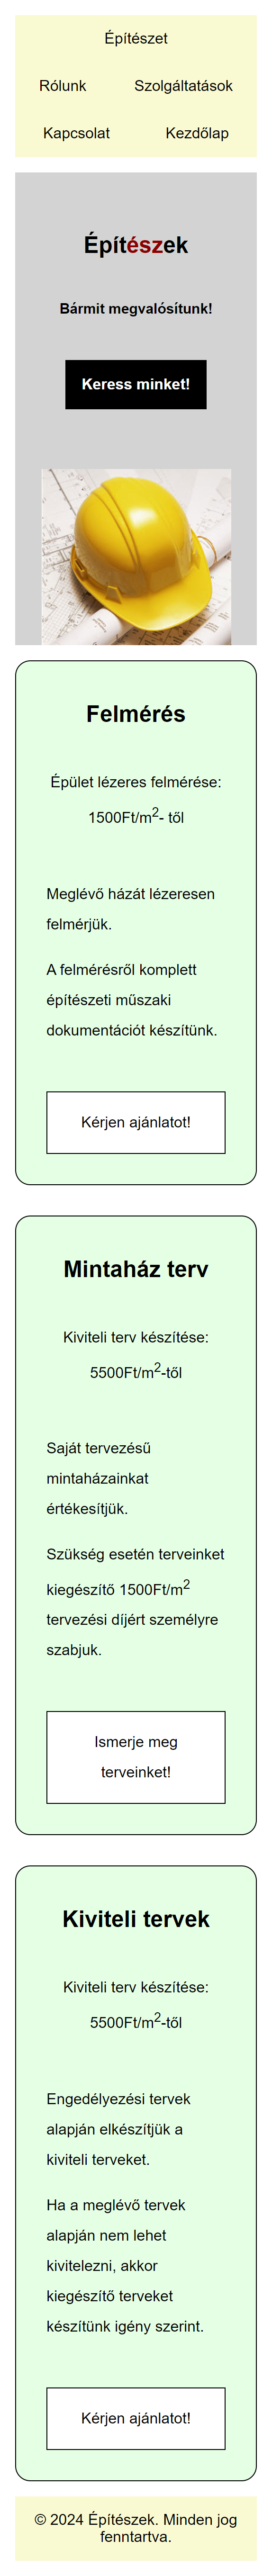 Építészet
Rólunk Szolgáltatások
Kapcsolat Kezdőlap
Építészek
Bármit megvalósítunk!
Keress minket!
Felmérés
Épület lézeres felmérése:
1500Ft/m²- től
Meglévő házát lézeresen
felmérjük.
A felmérésről komplett
építészeti műszaki
dokumentációt készítünk.
Kérjen ajánlatot!
Mintaház terv
Kiviteli terv készítése:
5500Ft/m²-től
Saját tervezésű
mintaházainkat
értékesítjük.
Szükség esetén terveinket
kiegészítő 1500Ft/m²
tervezési díjért személyre
szabjuk.
Ismerje meg
terveinket!
Kiviteli tervek
Kiviteli terv készítése:
5500Ft/m²-től
Engedélyezési tervek
alapján elkészítjük a
kiviteli terveket.
Ha a meglévő tervek
alapján nem lehet
kivitelezni, akkor
kiegészítő terveket
készítünk igény szerint.
Kérjen ajánlatot!
© 2024 Építészek. Minden jog
fenntartva.